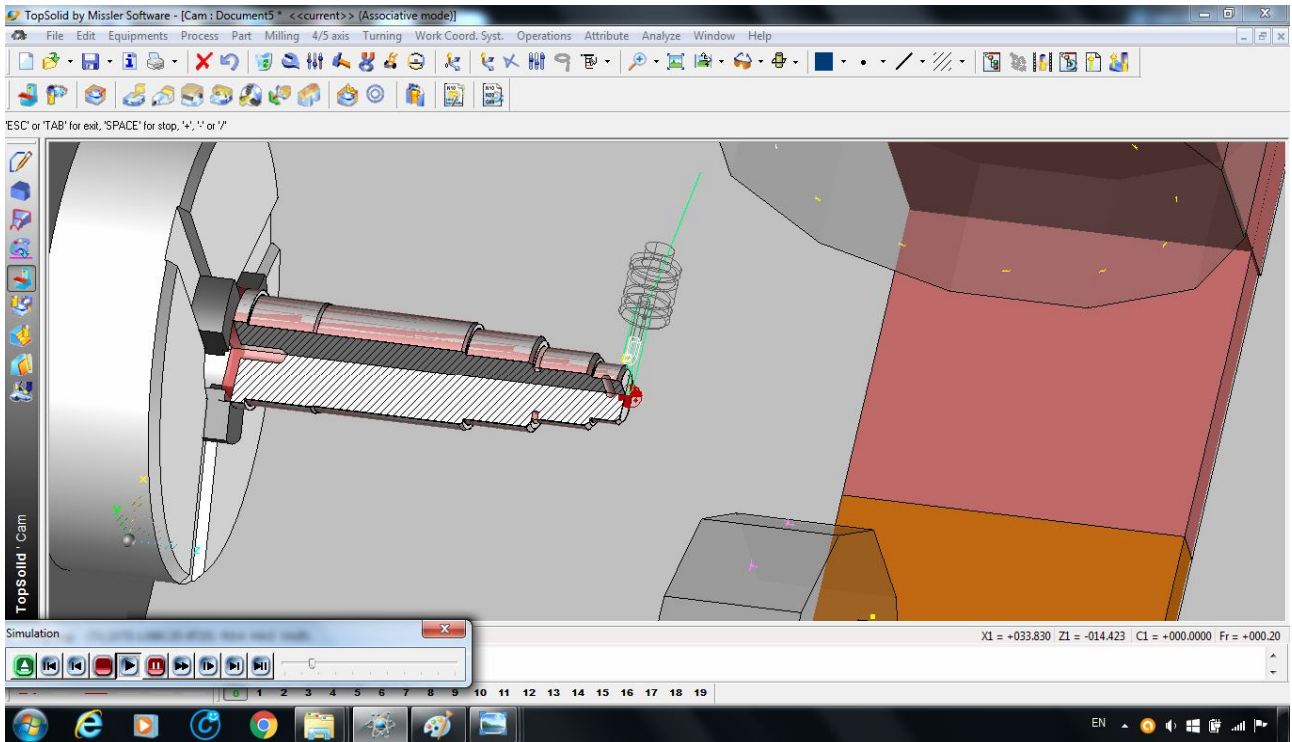 TopSolid by Missler Software - [Cam : Document5 * <<current>> (Associative mode)]
File Edit Equipments Process Part Milling 4/5 axis Turning Work Coord. Syst. Operations Attribute Analyze Window Help
'ESC' or 'TAB' for exit, 'SPACE' for stop, '+', '-' or '/'
X
Y
Z
TopSolid'Cam
Simulation
X1 = +033.830 Z1 = -014.423 C1 = +000.0000 Fr = +000.20
0 1 2 3 4 5 6 7 8 9 10 11 12 13 14 15 16 17 18 19
EN